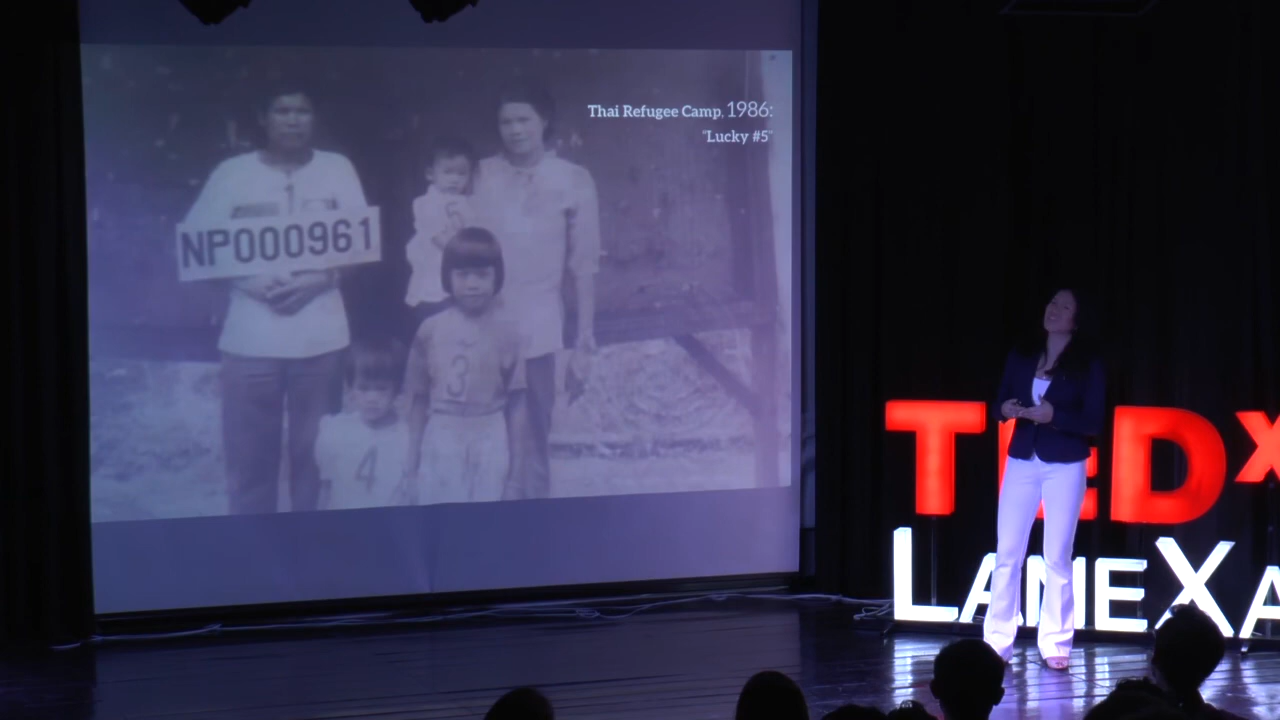 Thai Refugee Camp, 1986:
"Lucky #5"
1
NP000961
5
3
4
TEDx
LANEXA